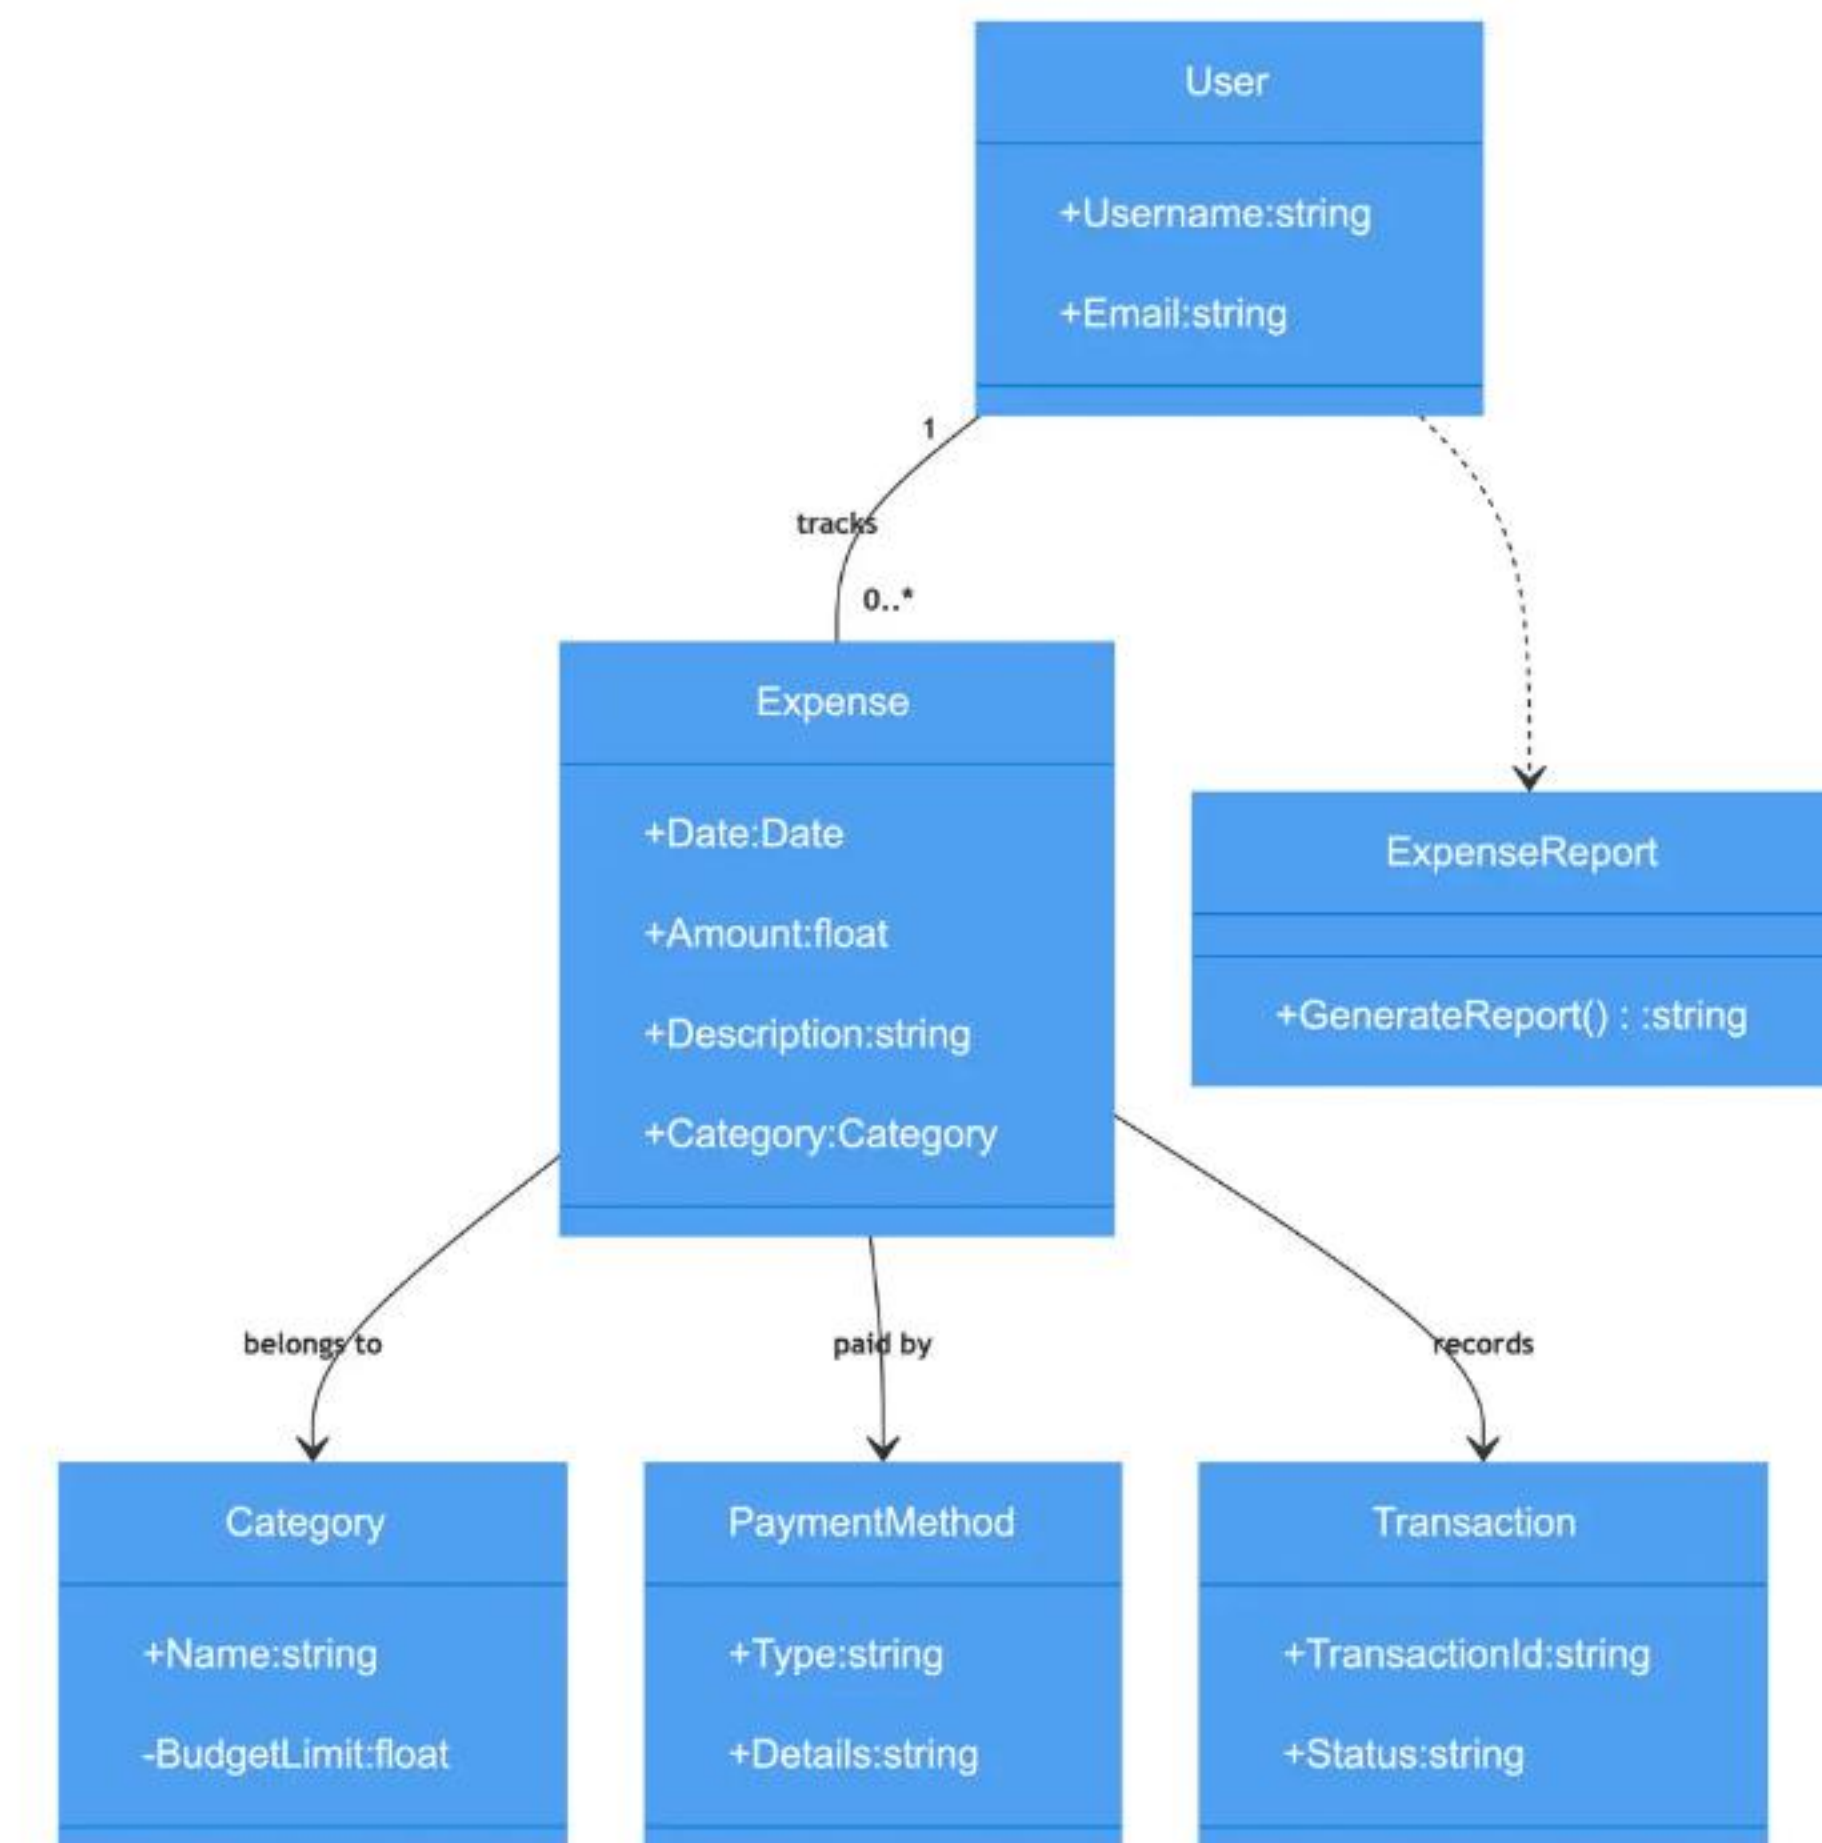 User
+Username:string
+Email:string
1
tracks
0..*
Expense
+Date:Date
+Amount:float
+Description:string
+Category:Category
ExpenseReport
+GenerateReport() : :string
belongs to
paid by
records
Category
+Name:string
-BudgetLimit:float
PaymentMethod
+Type:string
+Details:string
Transaction
+TransactionId:string
+Status:string